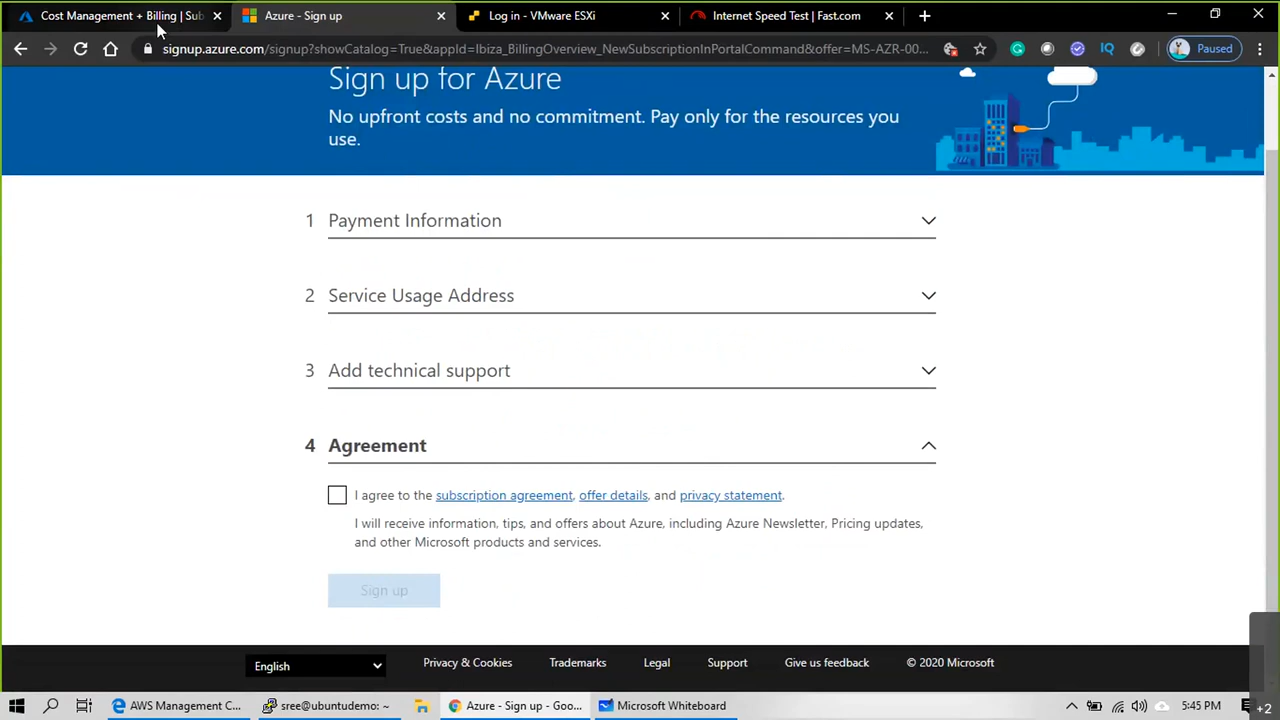 Cost Management + Billing | Sub
Azure - Sign up
Log in - VMware ESXi
Internet Speed Test | Fast.com
signup.azure.com/signup?showCatalog=True&appId=Ibiza_BillingOverview_NewSubscriptionInPortalCommand&offer=MS-AZR-00...
IQ
Paused
Sign up for Azure
No upfront costs and no commitment. Pay only for the resources you
use.
1 Payment Information
2 Service Usage Address
3 Add technical support
4 Agreement
I agree to the subscription agreement, offer details, and privacy statement.
I will receive information, tips, and offers about Azure, including Azure Newsletter, Pricing updates,
and other Microsoft products and services.
Sign up
English
Privacy & Cookies
Trademarks
Legal
Support
Give us feedback
© 2020 Microsoft
AWS Management C...
sree@ubuntudemo: ~
Azure - Sign up - Goo...
Microsoft Whiteboard
5:45 PM
+2